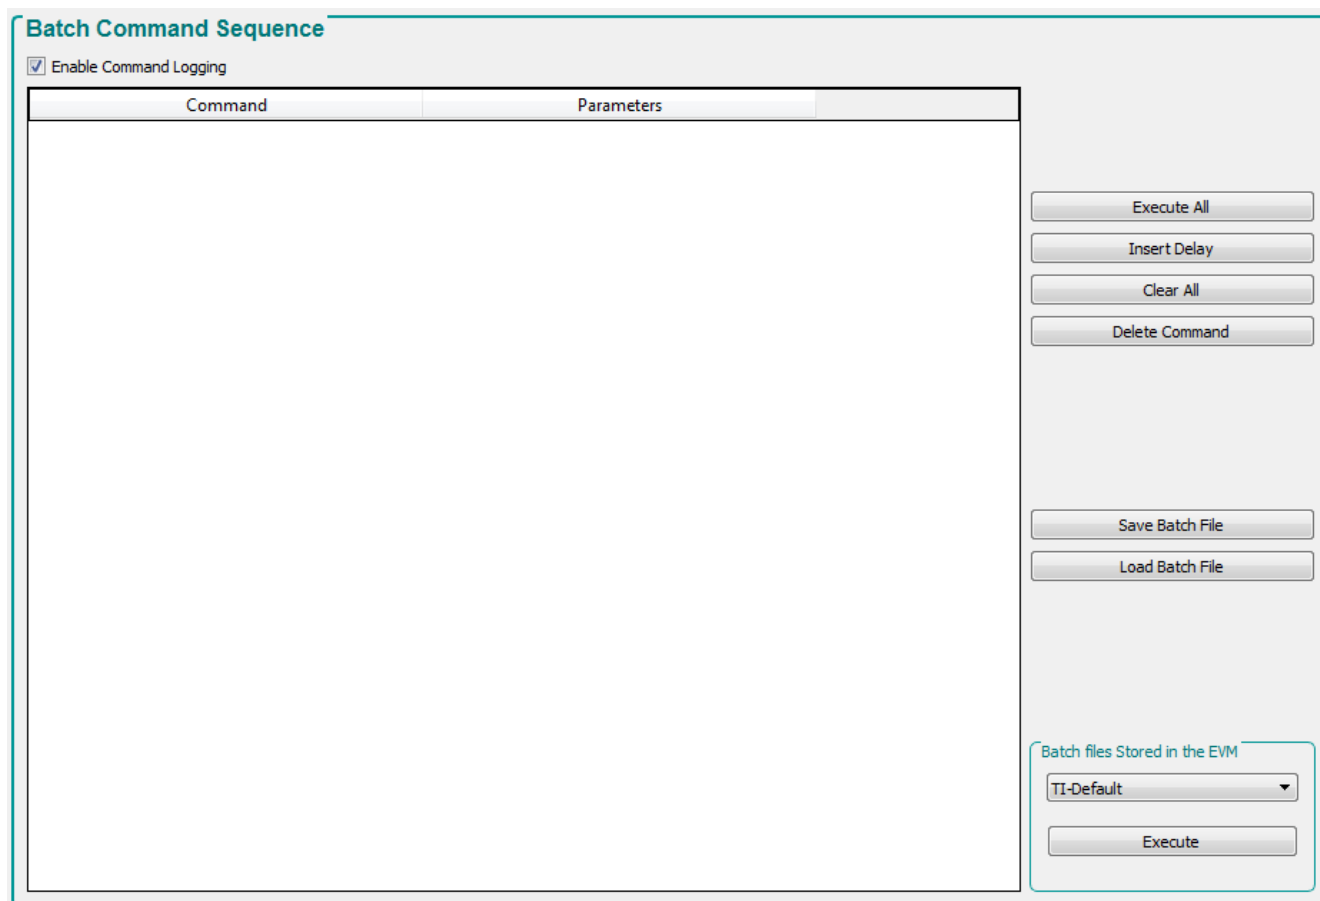 Batch Command Sequence
Enable Command Logging
Command Parameters
Execute All
Insert Delay
Clear All
Delete Command
Save Batch File
Load Batch File
Batch files Stored in the EVM
TI-Default
Execute